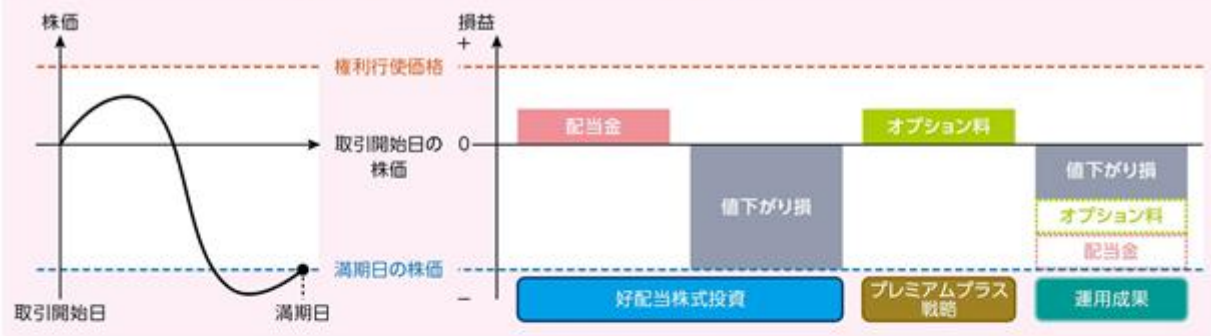 株価
権利行使価格
取引開始日の
株価
満期日の株価
取引開始日
満期日
損益
+
0
−
配当金
値下がり損
オプション料
値下がり損
オプション料
配当金
好配当株式投資
プレミアムプラス
戦略
運用成果